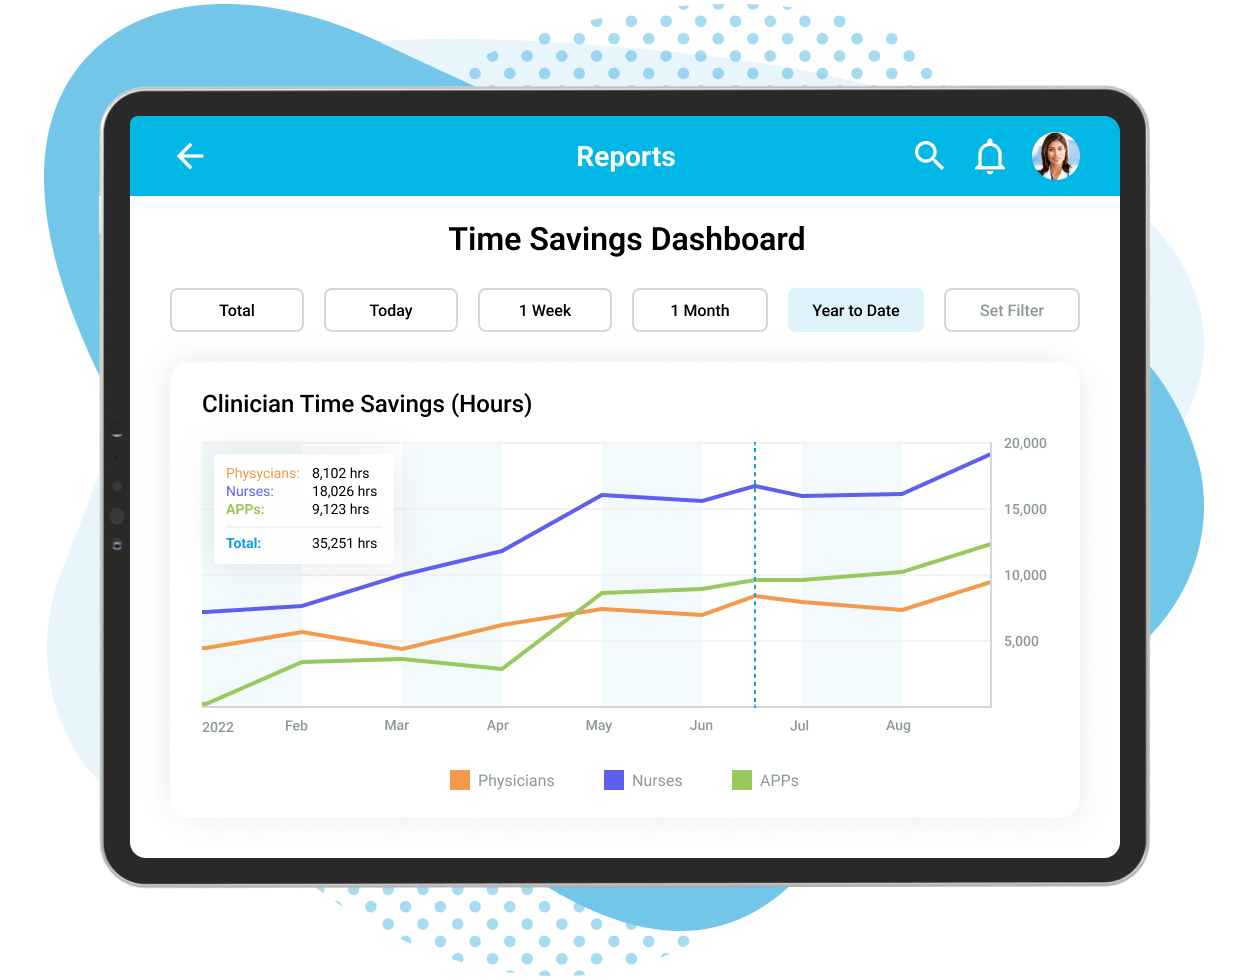 Reports
Time Savings Dashboard
Total
Today
1 Week
1 Month
Year to Date
Set Filter
Clinician Time Savings (Hours)
20,000
Physycians: 8,102 hrs
Nurses: 18,026 hrs
APPs: 9,123 hrs
Total: 35,251 hrs
15,000
10,000
5,000
2022 Feb Mar Apr May Jun Jul Aug
Physicians Nurses APPs